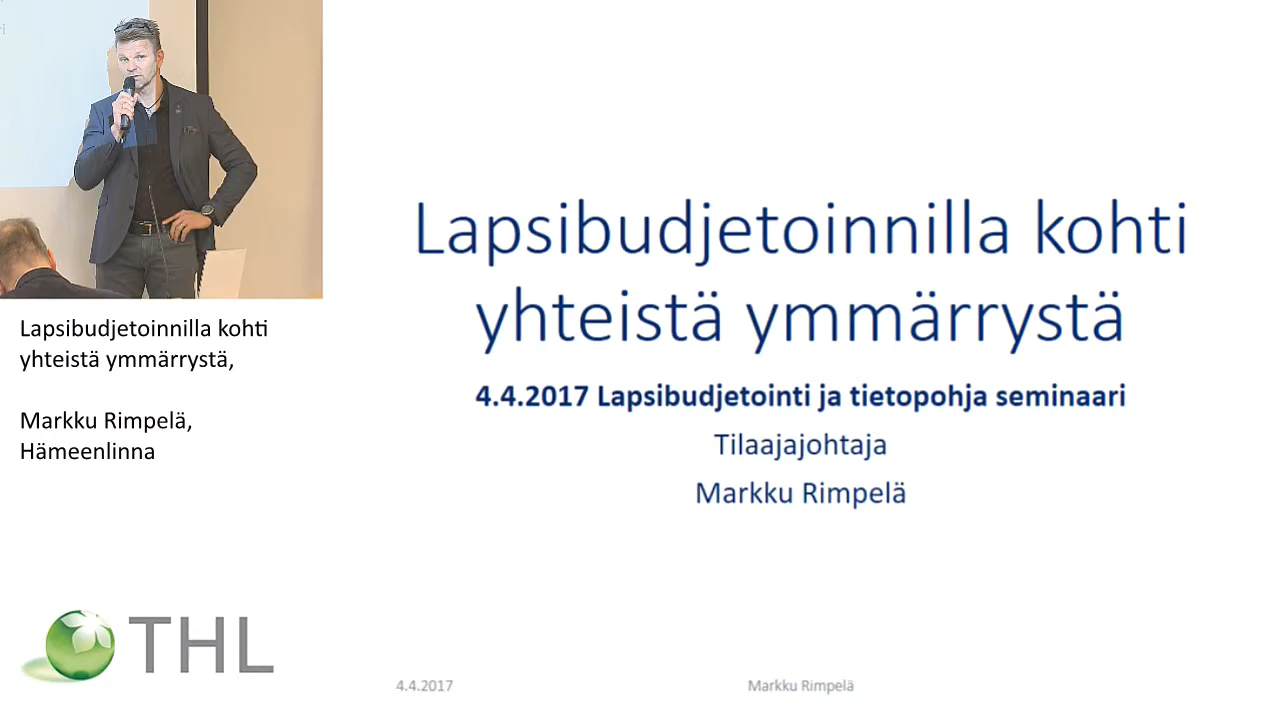 Lapsibudjetoinnilla kohti
yhteistä ymmärrystä,
Markku Rimpelä,
Hämeenlinna
THL
Lapsibudjetoinnilla kohti
yhteistä ymmärrystä
4.4.2017 Lapsibudjetointi ja tietopohja seminaari
Tilaajajohtaja
Markku Rimpelä
4.4.2017
Markku Rimpelä